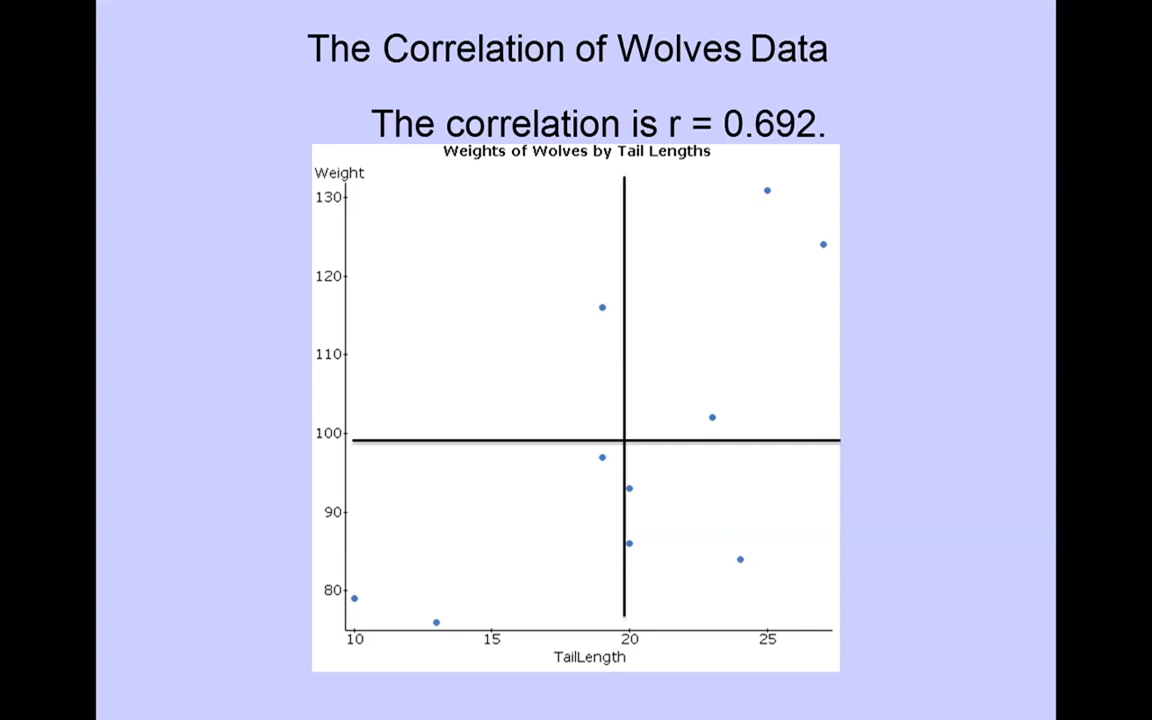 The Correlation of Wolves Data
The correlation is r = 0.692.
Weights of Wolves by Tail Lengths
Weight
130
120
110
100
90
80
10 15 20 25
TailLength